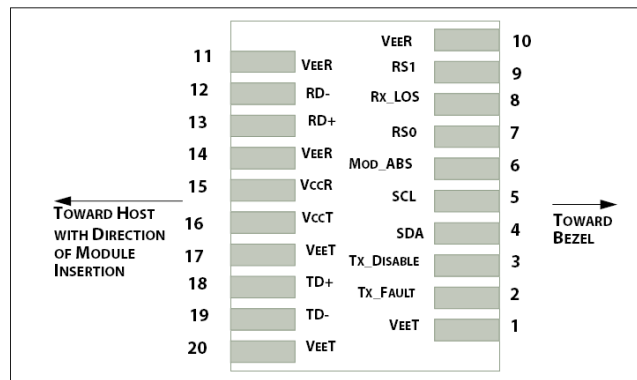 11 VEER
12 RD-
13 RD+
14 VEER
15 VCCR
16 VCCT
17 VEET
18 TD+
19 TD-
20 VEET
VEER 10
RS1 9
RX_LOS 8
RS0 7
MOD_ABS 6
SCL 5
SDA 4
TX_DISABLE 3
TX_FAULT 2
VEET 1
TOWARD HOST
WITH DIRECTION
OF MODULE
INSERTION
TOWARD
BEZEL